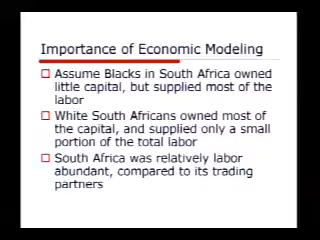 Importance of Economic Modeling
Assume Blacks in South Africa owned
little capital, but supplied most of the
labor
White South Africans owned most of
the capital, and supplied only a small
portion of the total labor
South Africa was relatively labor
abundant, compared to its trading
partners